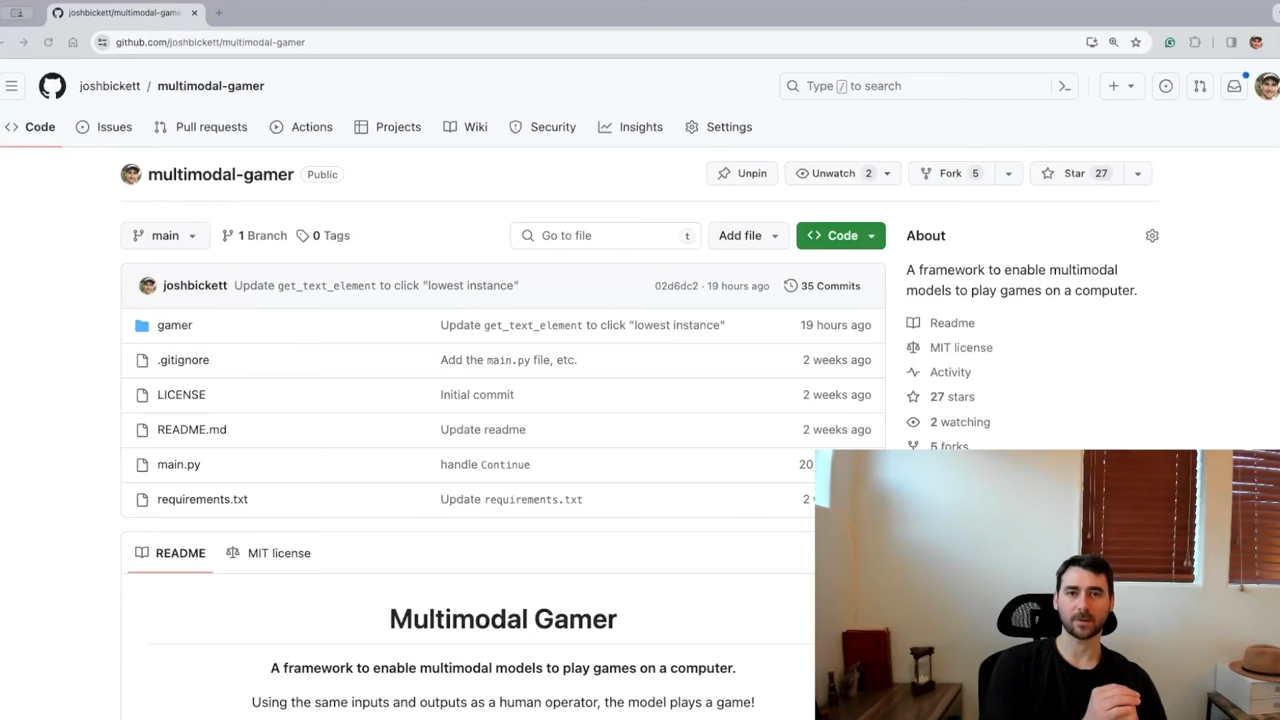 joshbickett/multimodal-game
github.com/joshbickett/multimodal-gamer
joshbickett / multimodal-gamer
Type / to search
Code
Issues
Pull requests
Actions
Projects
Wiki
Security
Insights
Settings
multimodal-gamer Public
Unpin
Unwatch 2
Fork 5
Star 27
main
1 Branch
0 Tags
Go to file t
Add file
Code
About
A framework to enable multimodal
models to play games on a computer.
joshbickett Update get_text_element to click "lowest instance" 02d6dc2 · 19 hours ago 35 Commits
gamer Update get_text_element to click "lowest instance" 19 hours ago
.gitignore Add the main.py file, etc. 2 weeks ago
LICENSE Initial commit 2 weeks ago
README.md Update readme 2 weeks ago
main.py handle Continue 20
requirements.txt Update requirements.txt 2
Readme
MIT license
Activity
27 stars
2 watching
5 forks
README MIT license
Multimodal Gamer
A framework to enable multimodal models to play games on a computer.
Using the same inputs and outputs as a human operator, the model plays a game!